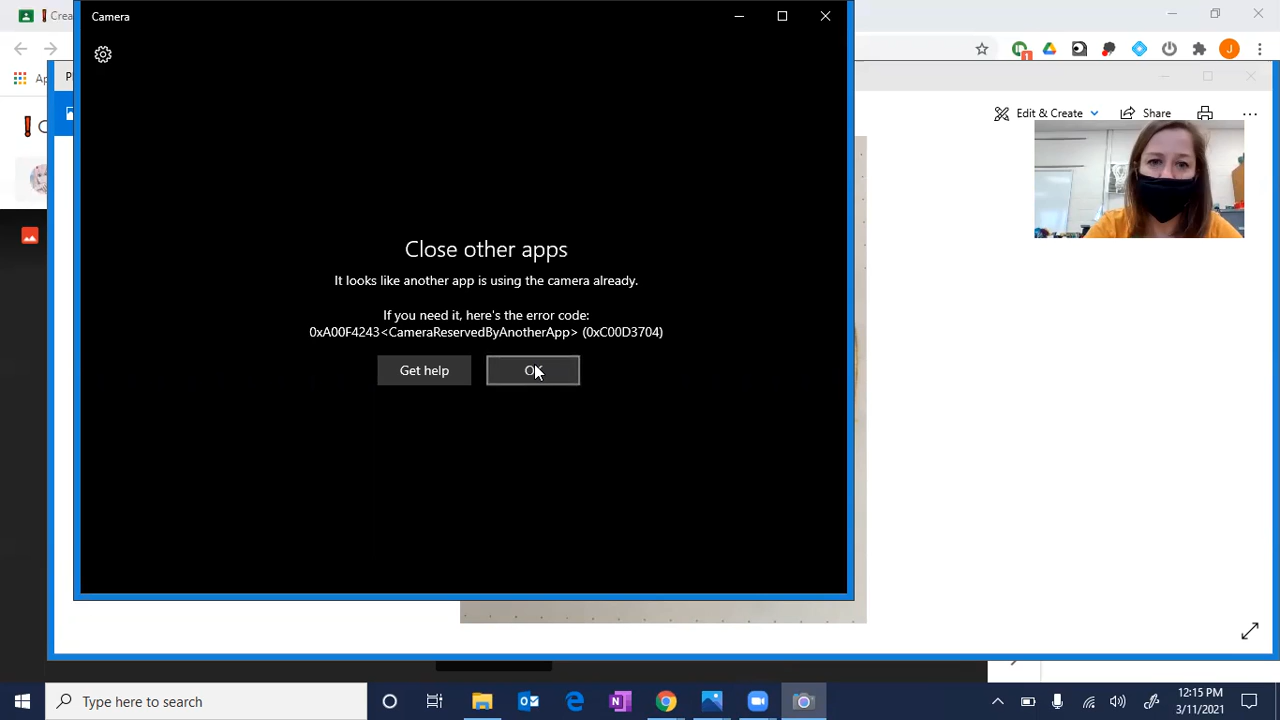 Crea
Camera
Ap
Edit & Create
Share
Close other apps
It looks like another app is using the camera already.
If you need it, here's the error code:
0xA00F4243<CameraReservedByAnotherApp> (0xC00D3704)
Get help
Type here to search
12:15 PM
3/11/2021